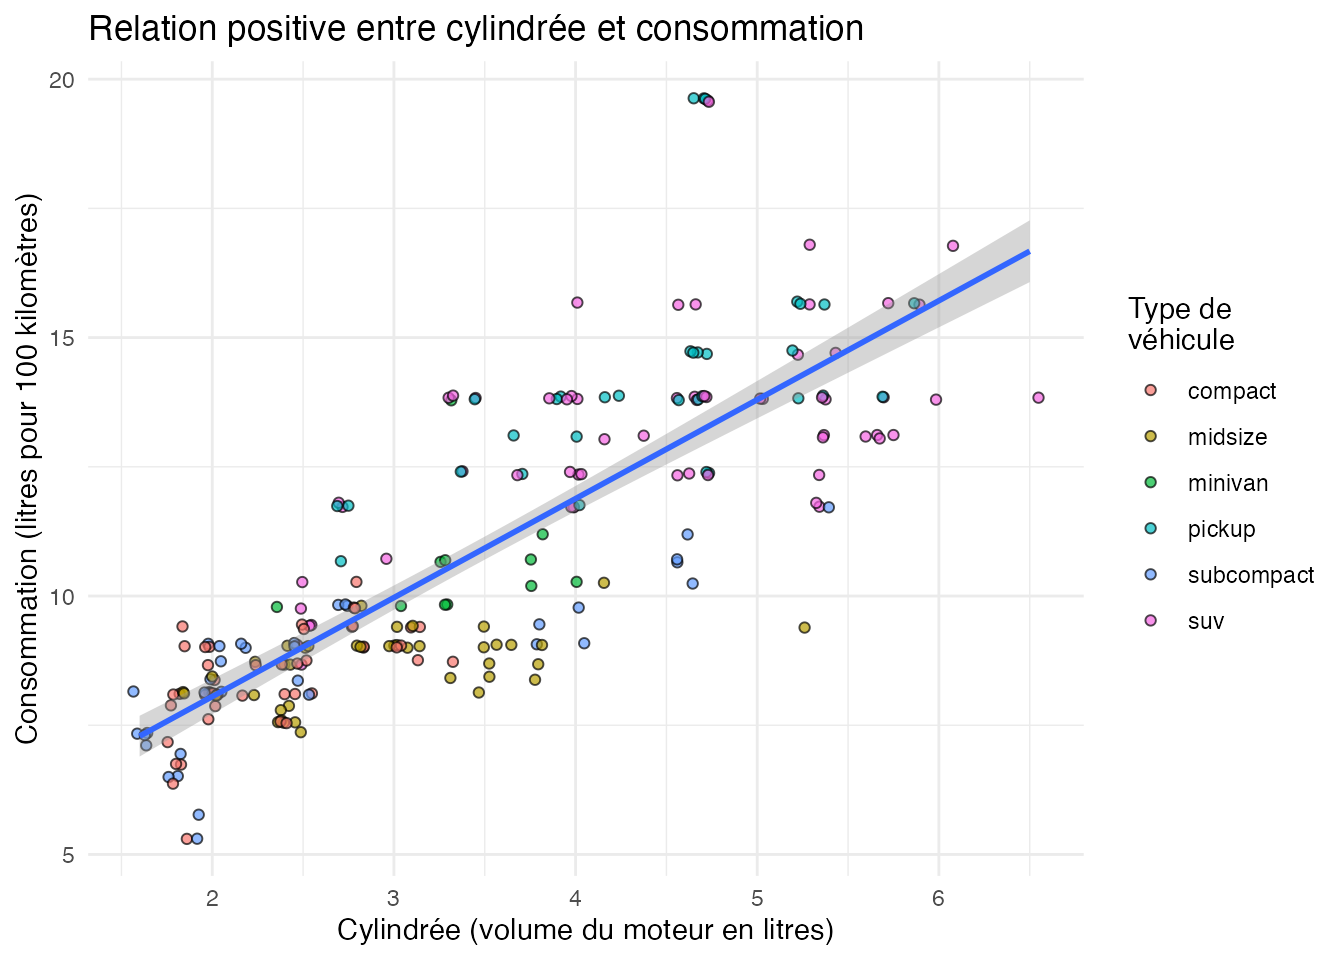 Relation positive entre cylindrée et consommation
Consommation (litres pour 100 kilomètres)
20
15
10
5
2 3 4 5 6
Cylindrée (volume du moteur en litres)
Type de
véhicule
compact
midsize
minivan
pickup
subcompact
suv